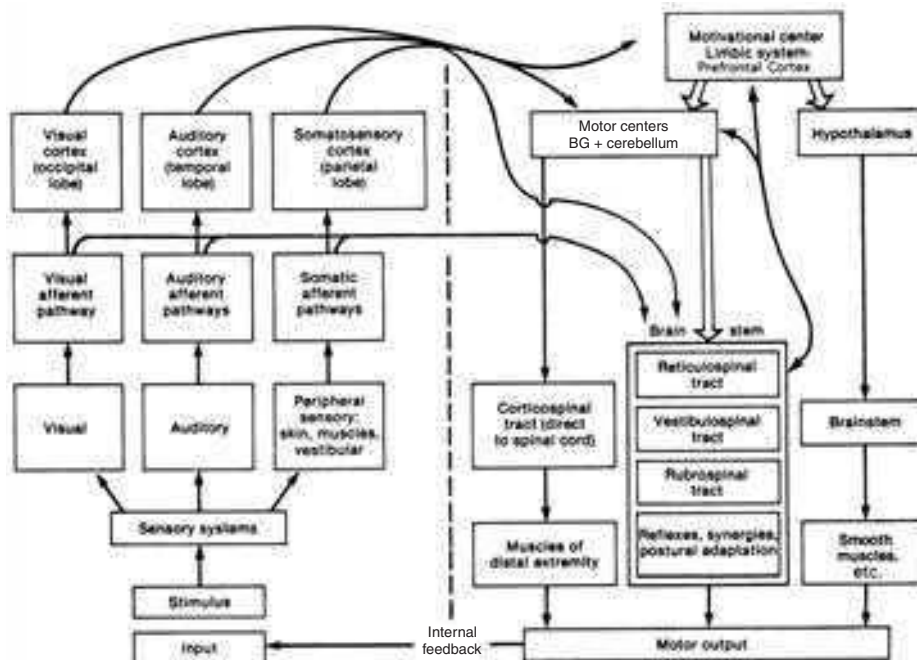 Motivational center
Limbic system-
Prefrontal Cortex
Visual
cortex
(occipital
lobe)
Auditory
cortex
(temporal
lobe)
Somatosensory
cortex
(parietal
lobe)
Motor centers
BG + cerebellum
Hypothalamus
Visual
afferent
pathway
Auditory
afferent
pathways
Somatic
afferent
pathways
Brain stem
Reticulospinal
tract
Vestibulospinal
tract
Rubrospinal
tract
Reflexes, synergies,
postural adaptation
Visual
Auditory
Peripheral
sensory:
skin, muscles,
vestibular
Corticospinal
tract (direct
to spinal cord)
Brainstem
Sensory systems
Muscles of
distal extremity
Smooth
muscles,
etc.
Stimulus
Input
Internal
feedback
Motor output